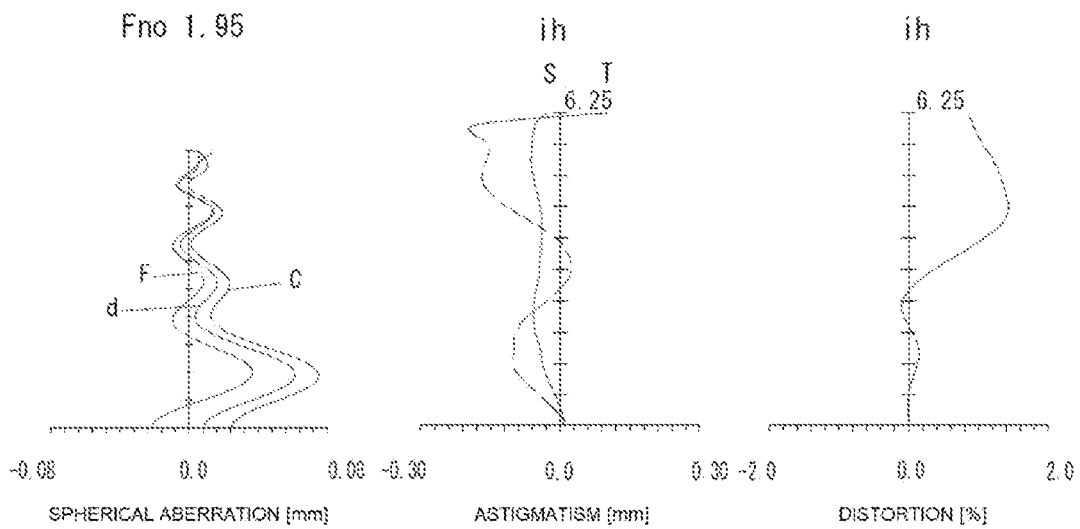 Fno 1.95
ih
ih
S T
6.25
6.25
F
C
d
-0.08 0.0 0.08
-0.30 0.0 0.30
-2.0 0.0 2.0
SPHERICAL ABERRATION [mm]
ASTIGMATISM [mm]
DISTORTION [%]